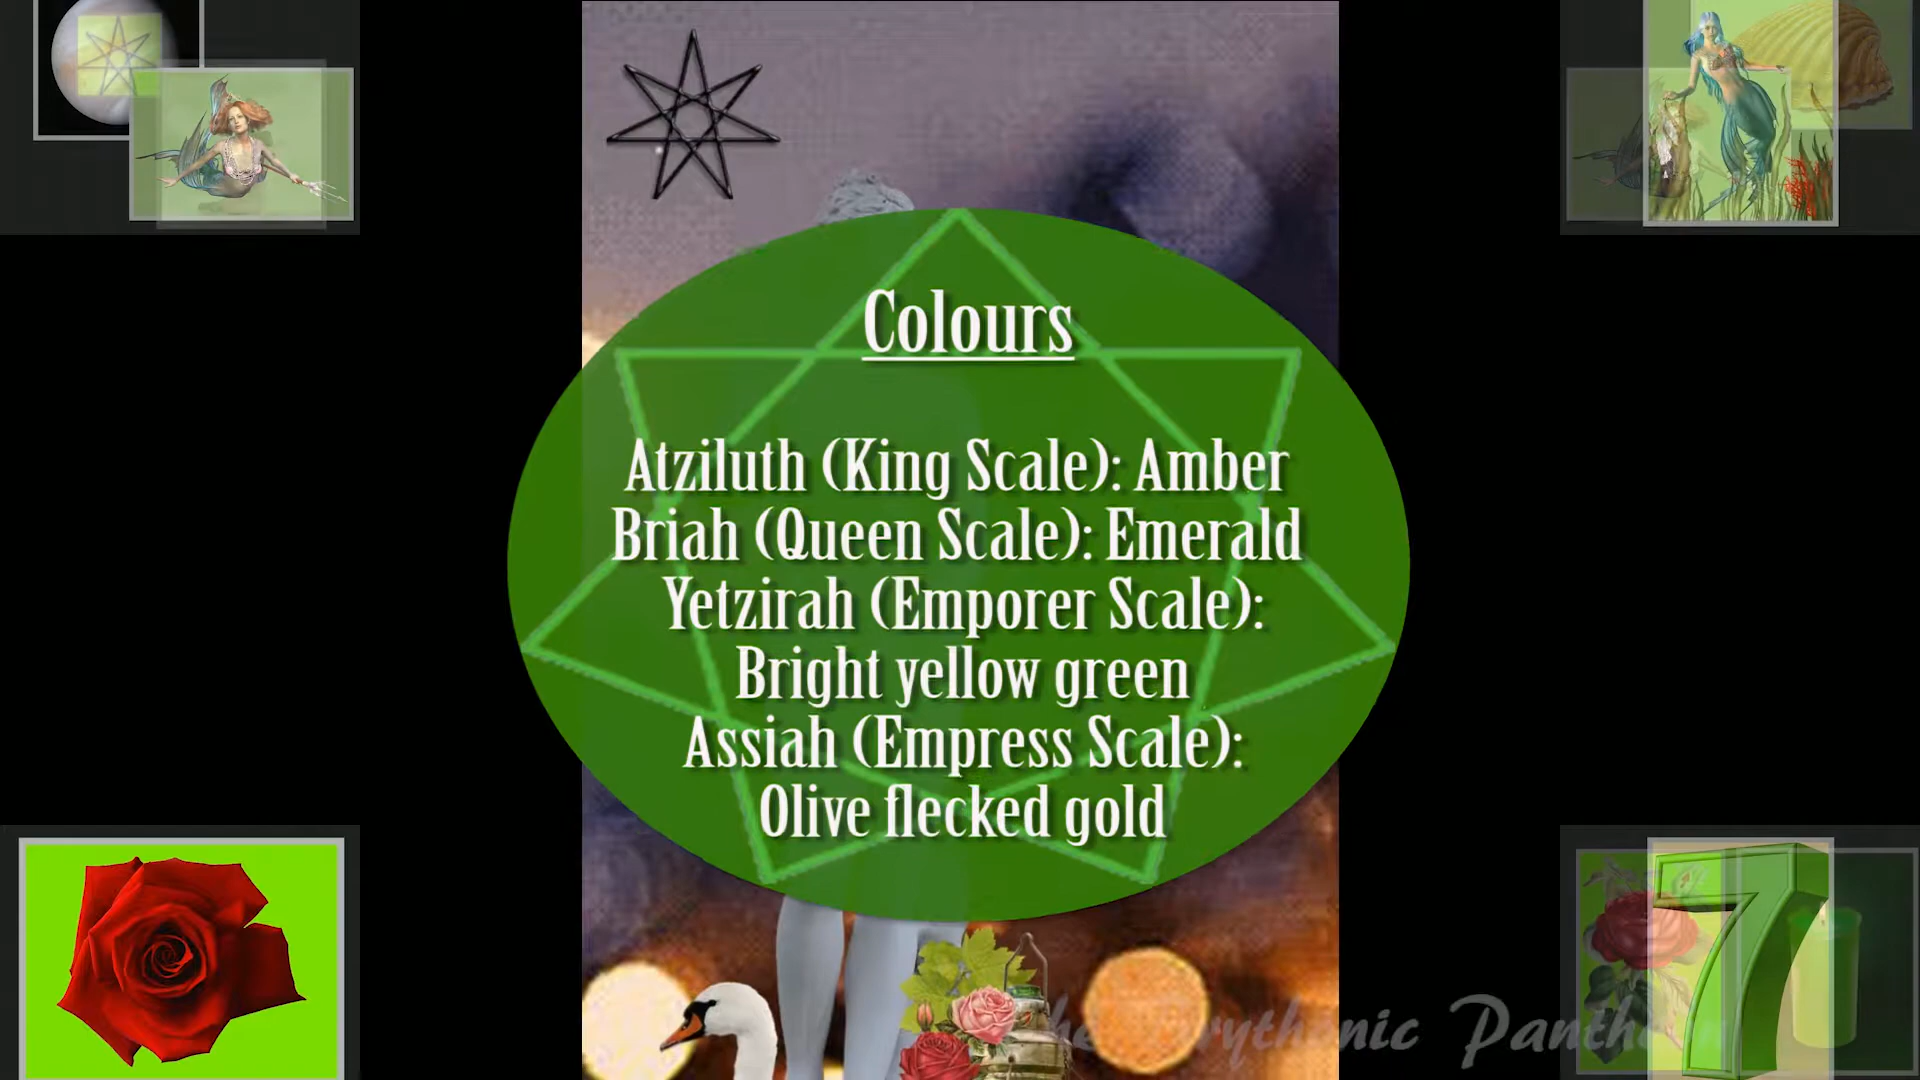 Colours
Atziluth (King Scale): Amber
Briah (Queen Scale): Emerald
Yetzirah (Emporer Scale):
Bright yellow green
Assiah (Empress Scale):
Olive flecked gold
7